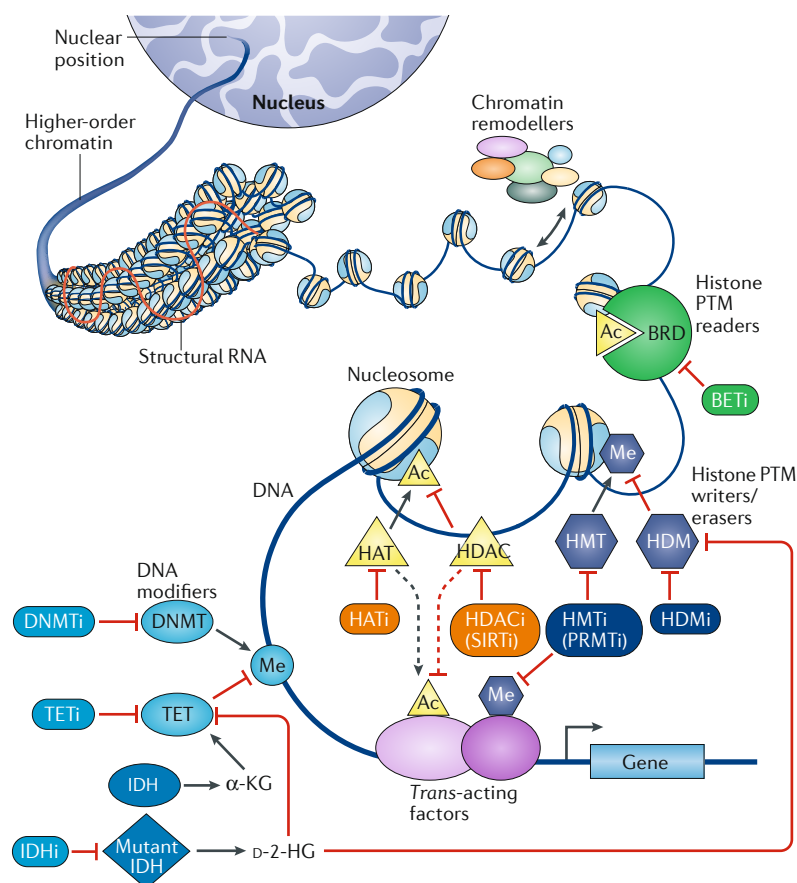 Nuclear
position
Nucleus
Higher-order
chromatin
Chromatin
remodellers
Structural RNA
Histone
PTM
readers
Ac
BRD
BETi
Nucleosome
Ac
Me
DNA
Histone PTM
writers/
erasers
HAT
HDAC
HMT
HDM
DNA
modifiers
DNMTi
DNMT
HATi
HDACi
(SIRTi)
HMTi
(PRMTi)
HDMi
Me
TETi
TET
Ac
Me
IDH
α-KG
Trans-acting
factors
Gene
IDHi
Mutant
IDH
D-2-HG